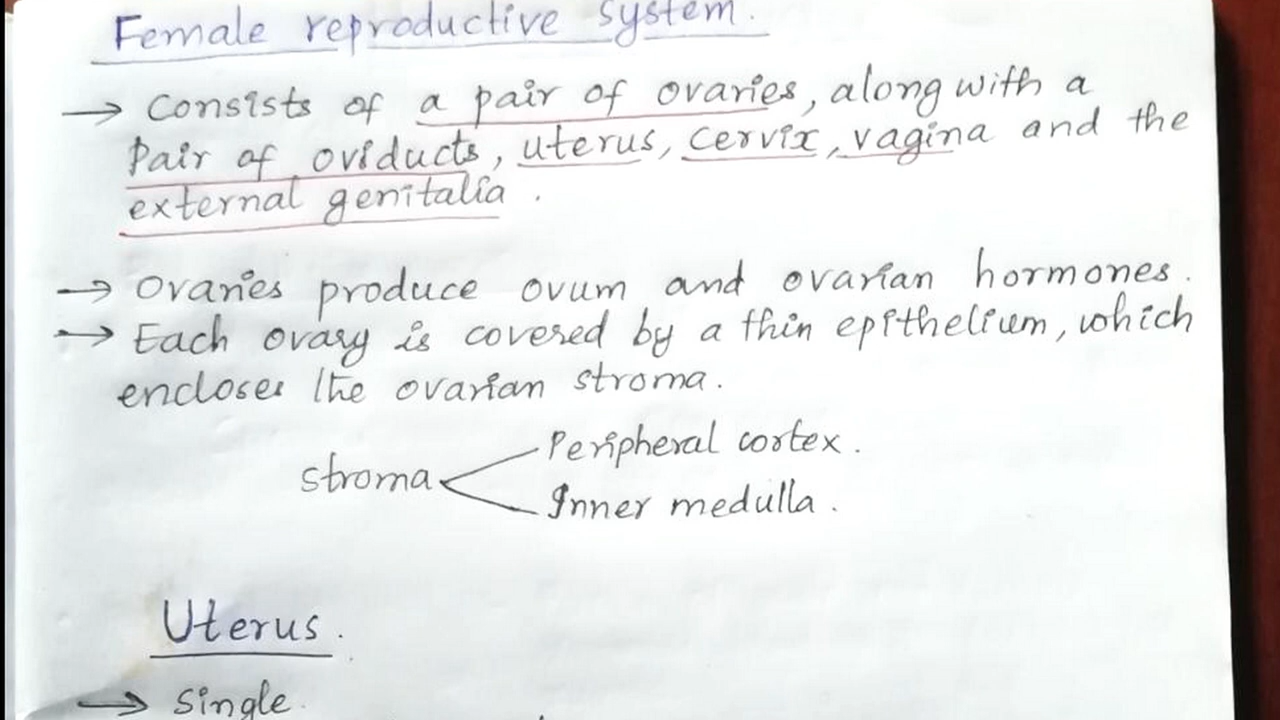 Female reproductive system.
→ Consists of a pair of ovaries, along with a
Pair of oviducts, uterus, cervix, vagina and the
external genitalia.
→ Ovaries produce ovum and ovarian hormones.
→ Each ovary is covered by a thin epithelium, which
encloses the ovarian stroma.
Peripheral cortex.
stroma
Inner medulla.
Uterus.
→ single